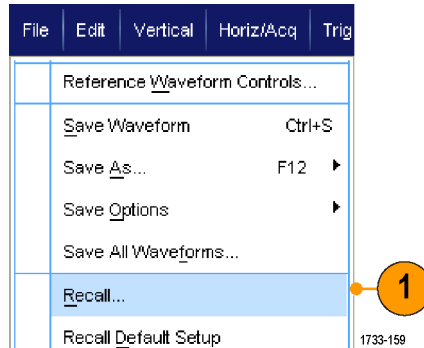 File Edit Vertical Horiz/Acq Trig
Reference Waveform Controls...
Save Waveform Ctrl+S
Save As... F12
Save Options
Save All Waveforms...
Recall... 1
Recall Default Setup
1733-159